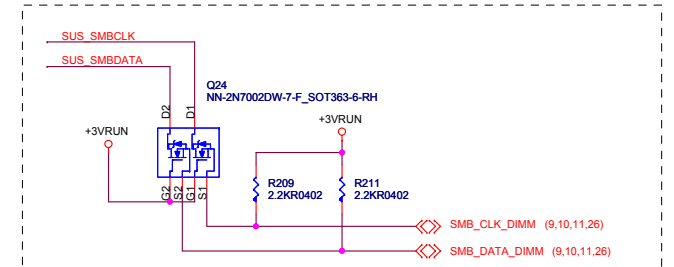 SUS_SMBCLK
SUS_SMBDATA
Q24
NN-2N7002DW-7-F_SOT363-6-RH
+3VRUN
+3VRUN
D2
D1
G2
S2
G1
S1
R209
2.2KR0402
R211
2.2KR0402
SMB_CLK_DIMM (9,10,11,26)
SMB_DATA_DIMM (9,10,11,26)